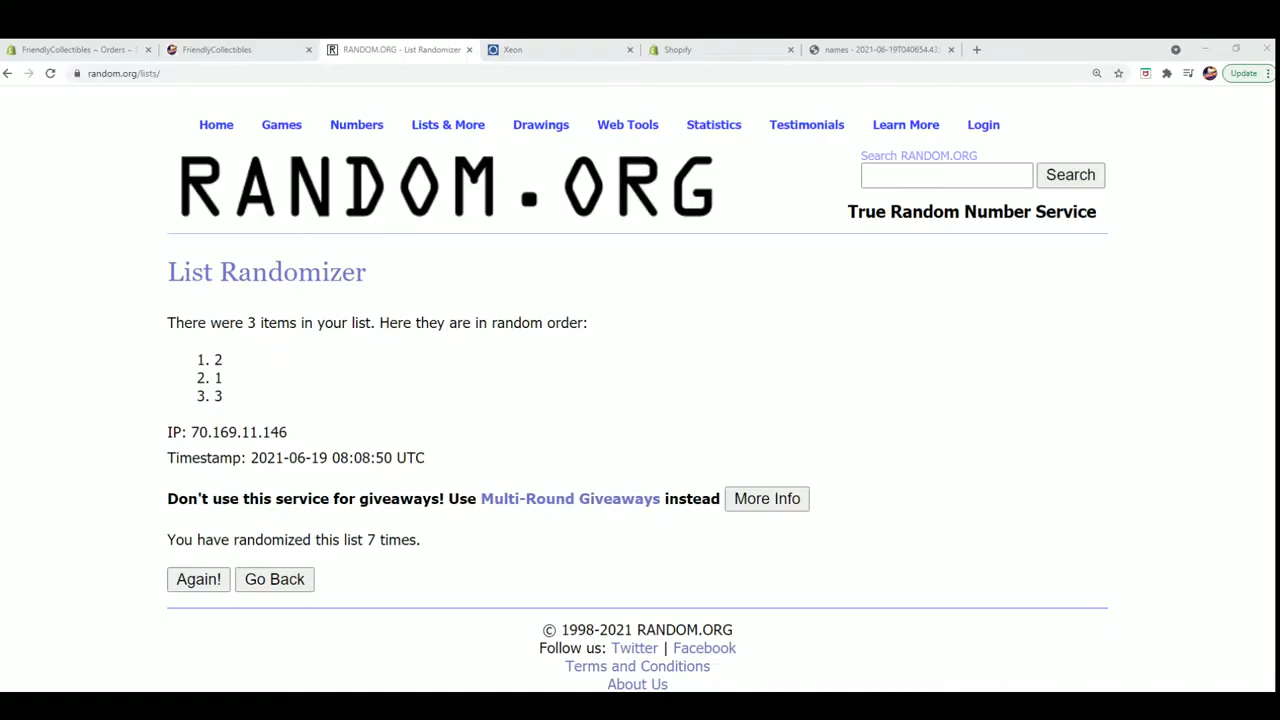 FriendlyCollectibles ~ Orders ~
FriendlyCollectibles
RANDOM.ORG - List Randomizer
Xeon
Shopify
names - 2021-06-19T040654.43
random.org/lists/
Update
Home Games Numbers Lists & More Drawings Web Tools Statistics Testimonials Learn More Login
RANDOM.ORG
Search RANDOM.ORG
Search
True Random Number Service
List Randomizer
There were 3 items in your list. Here they are in random order:
1. 2
2. 1
3. 3
IP: 70.169.11.146
Timestamp: 2021-06-19 08:08:50 UTC
Don't use this service for giveaways! Use Multi-Round Giveaways instead More Info
You have randomized this list 7 times.
Again! Go Back
© 1998-2021 RANDOM.ORG
Follow us: Twitter | Facebook
Terms and Conditions
About Us